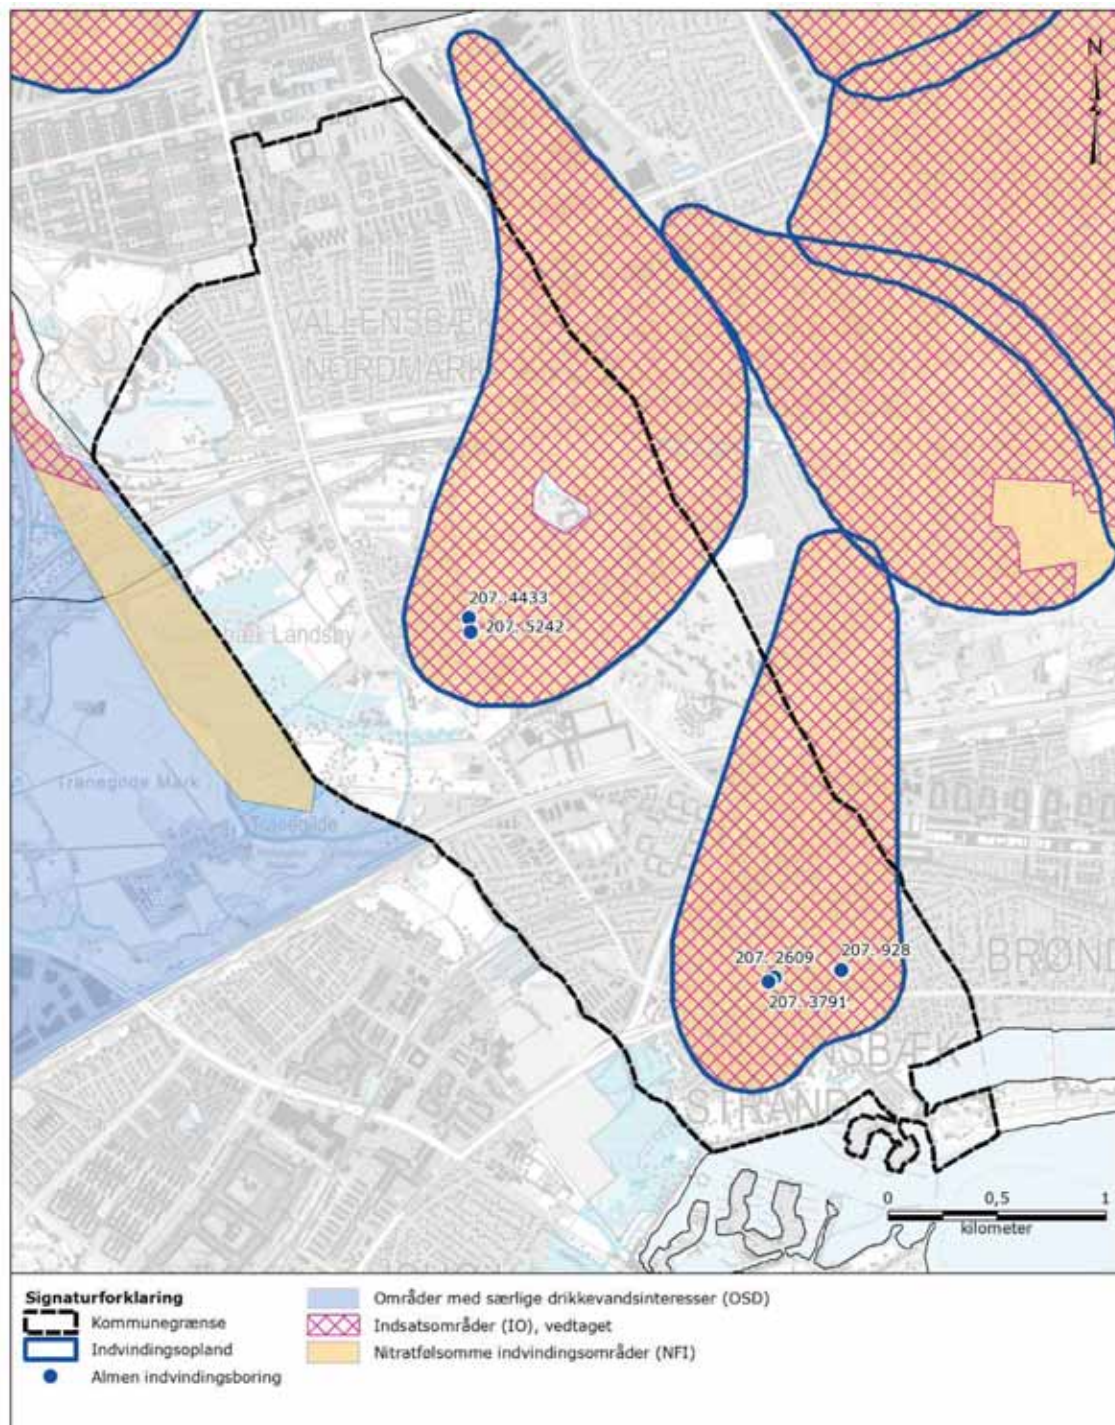 N
VALLENSBÆK
NORDMARK
207. 4433
207. 5242
Landsby
Tranegilde Mark
Tranegilde
207. 928
207. 2609
207. 3791
BRØND
NSBÆK
STRAND
0 0,5 1
kilometer
Signaturforklaring
Kommunegrænse
Indvindingsopland
Almen indvindingsboring
Områder med særlige drikkevandsinteresser (OSD)
Indsatsområder (IO), vedtaget
Nitratfølsomme indvindingsområder (NFI)